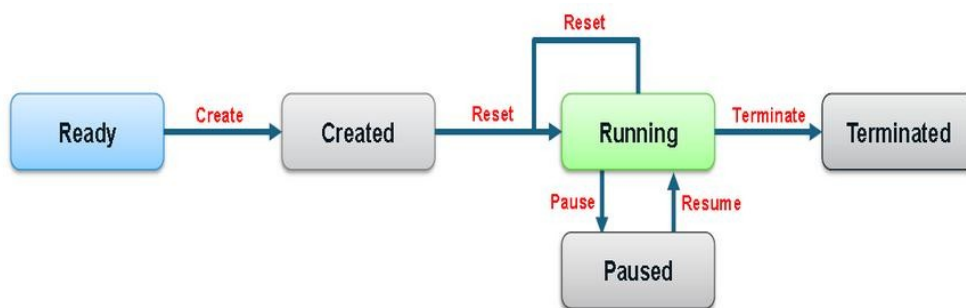 Reset
Ready
Create
Created
Reset
Running
Terminate
Terminated
Pause
Resume
Paused